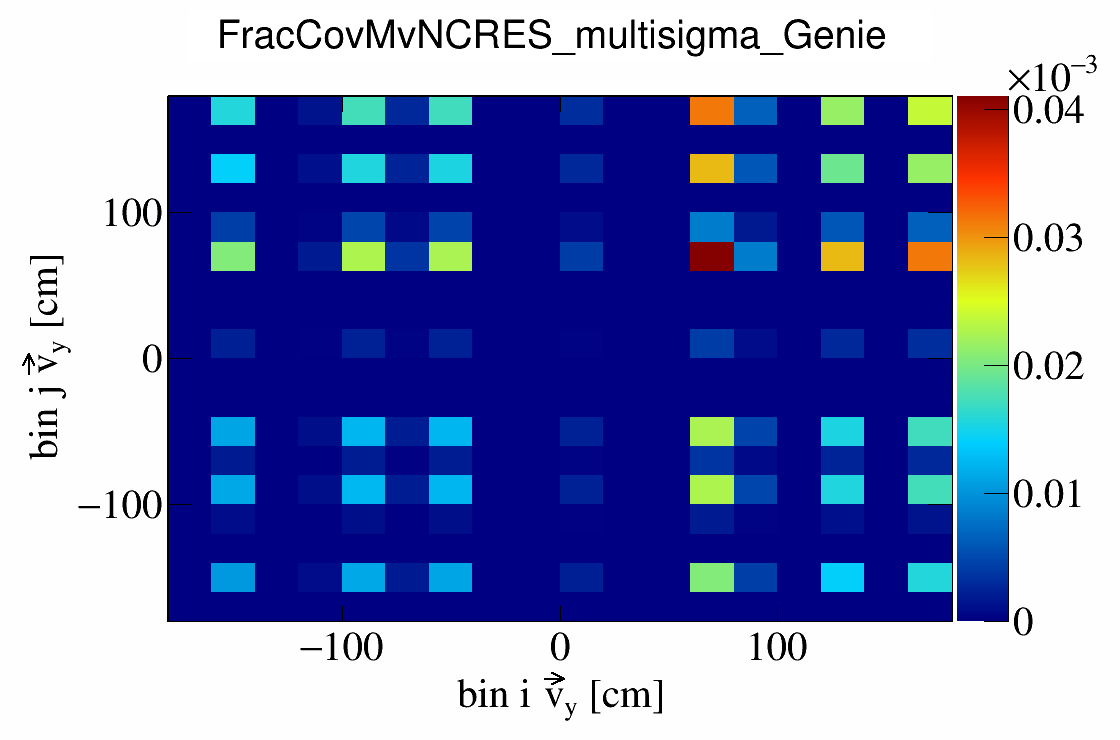 FracCovMvNCRES_multisigma_Genie
×10⁻³
0.04
0.03
0.02
0.01
0
100
0
−100
bin j v⃗y [cm]
−100 0 100
bin i v⃗y [cm]